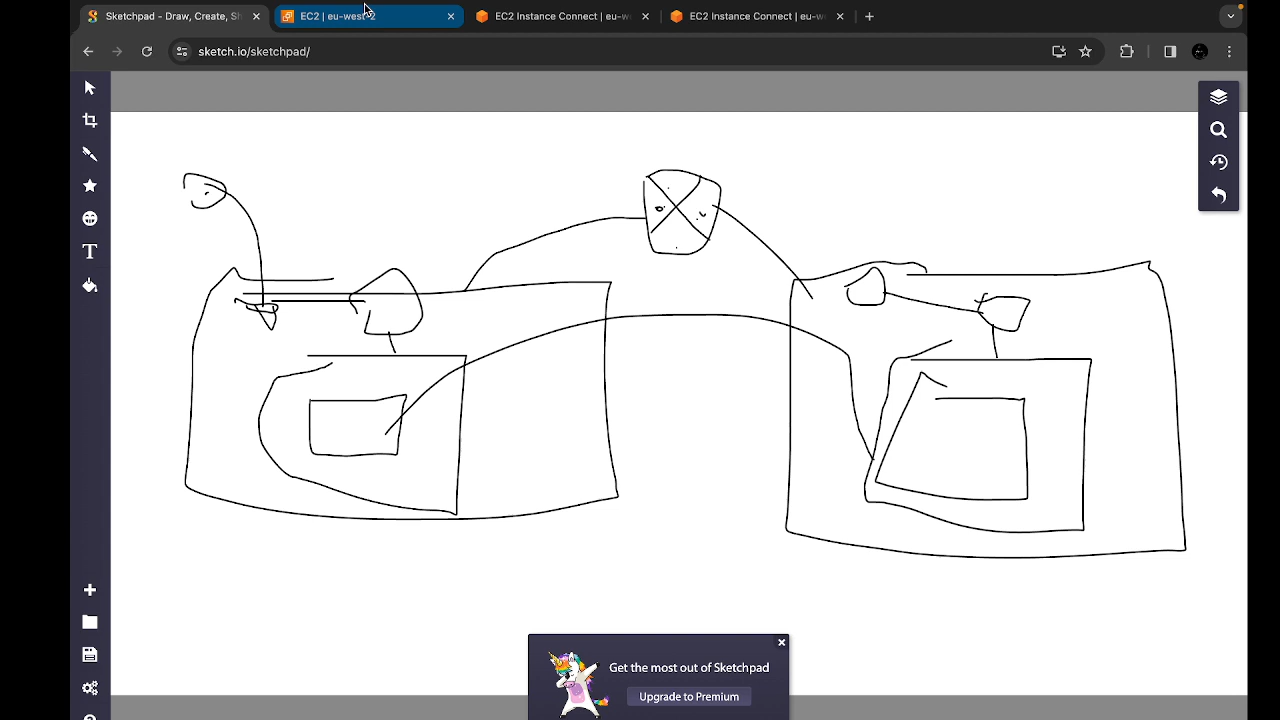 Sketchpad - Draw, Create, Sh
EC2 | eu-west-2
EC2 Instance Connect | eu-w
EC2 Instance Connect | eu-w
sketch.io/sketchpad/
T
Get the most out of Sketchpad
Upgrade to Premium